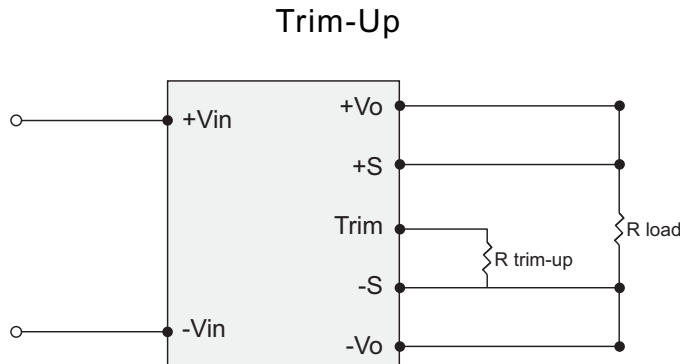 Trim-Up
+Vo
+Vin
+S
Trim
R load
R trim-up
-S
-Vin
-Vo